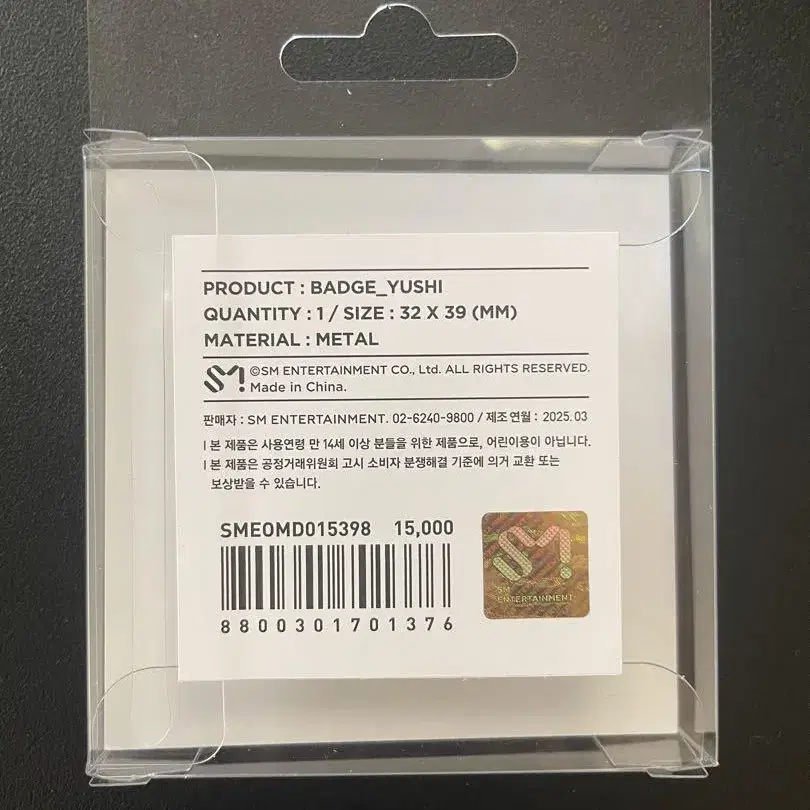 PRODUCT : BADGE_YUSHI
QUANTITY : 1 / SIZE : 32 X 39 (MM)
MATERIAL : METAL
SM ©SM ENTERTAINMENT CO., Ltd. ALL RIGHTS RESERVED.
Made in China.
판매자 : SM ENTERTAINMENT. 02-6240-9800 / 제조연월 : 2025.03
| 본 제품은 사용연령 만 14세 이상 분들을 위한 제품으로, 어린이용이 아닙니다.
| 본 제품은 공정거래위원회 고시 소비자 분쟁해결 기준에 의거 교환 또는
보상받을 수 있습니다.
SMEOMD015398 15,000
8800301701376
SM
SM
ENTERTAINMENT